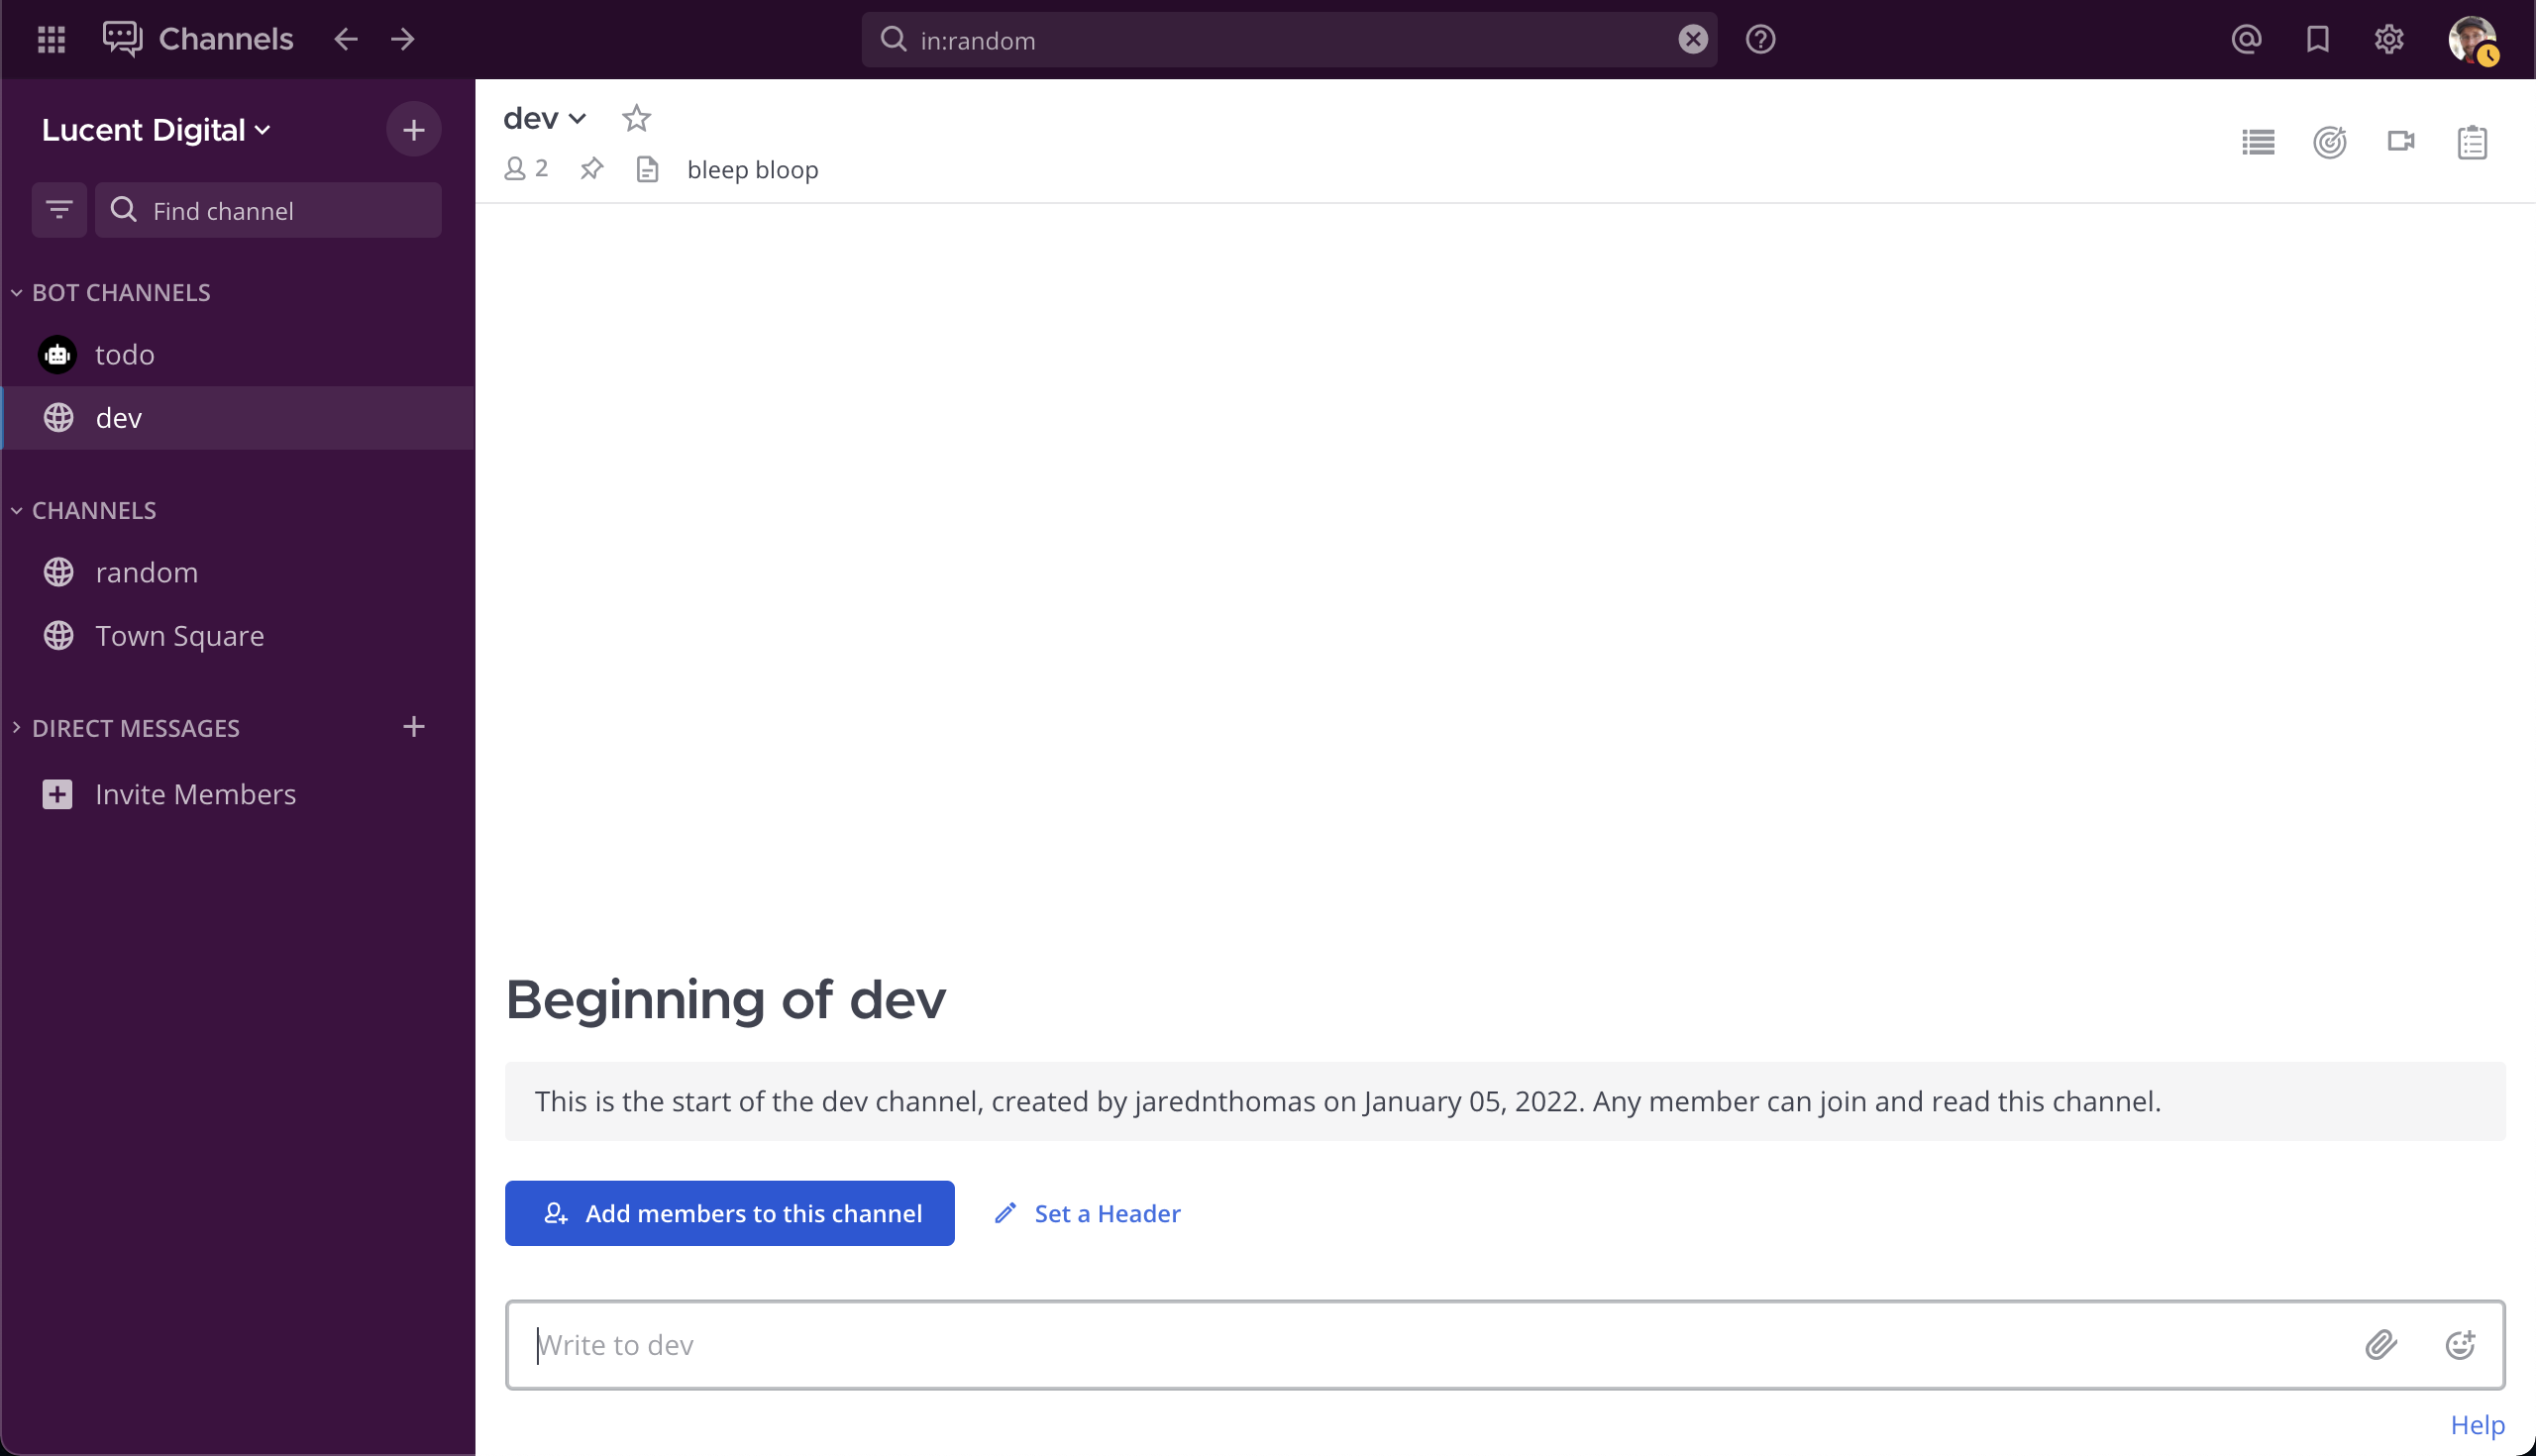 Channels
in:random
Lucent Digital
Find channel
BOT CHANNELS
todo
dev
CHANNELS
random
Town Square
DIRECT MESSAGES
Invite Members
dev
2
bleep bloop
Beginning of dev
This is the start of the dev channel, created by jarednthomas on January 05, 2022. Any member can join and read this channel.
Add members to this channel
Set a Header
Write to dev
Help